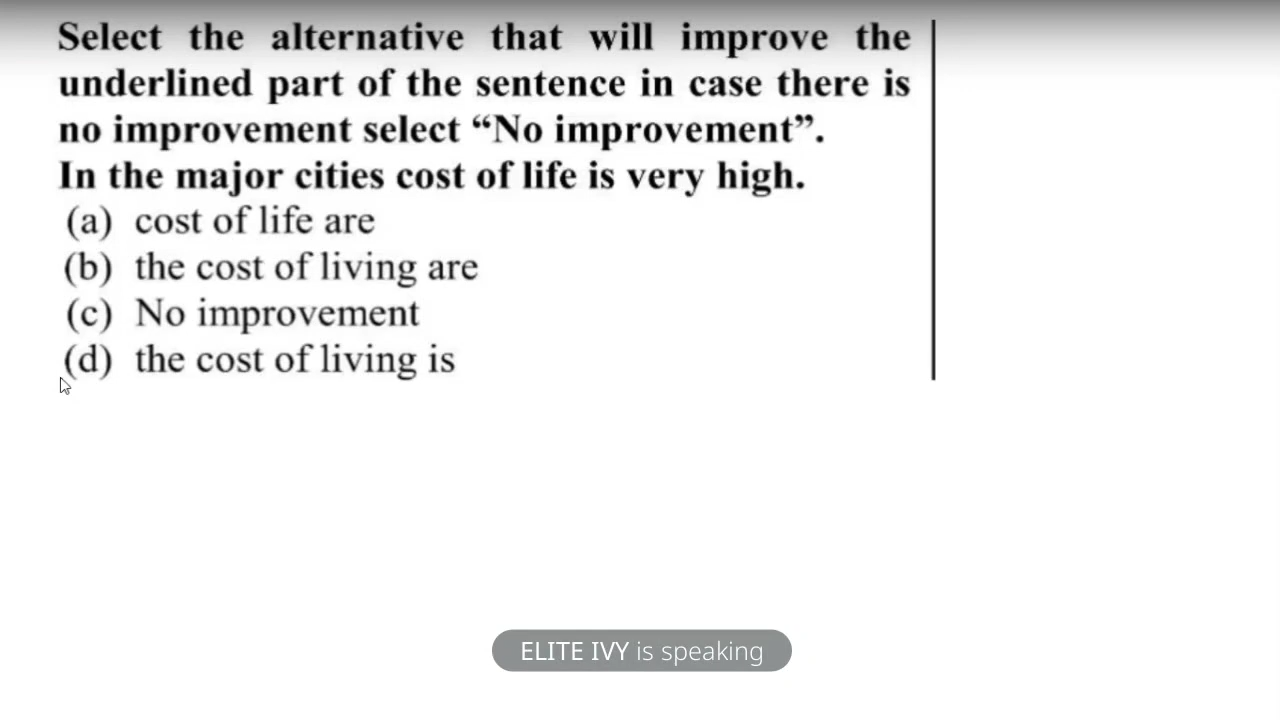 Select the alternative that will improve the
underlined part of the sentence in case there is
no improvement select “No improvement”.
In the major cities cost of life is very high.
(a) cost of life are
(b) the cost of living are
(c) No improvement
(d) the cost of living is
ELITE IVY is speaking